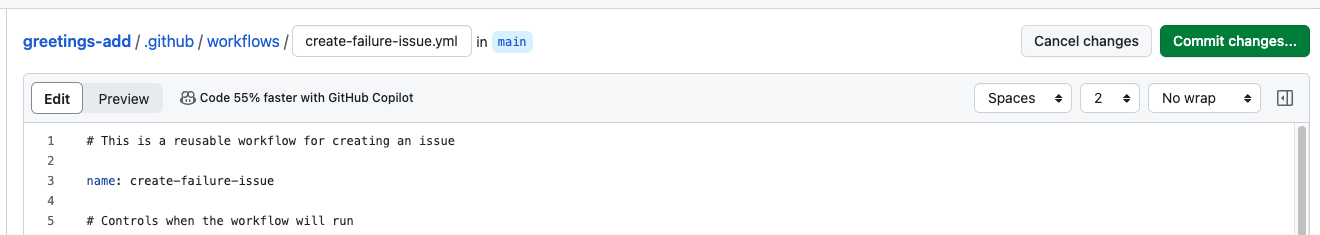 greetings-add / .github / workflows / create-failure-issue.yml in main Cancel changes Commit changes...
Edit Preview Code 55% faster with GitHub Copilot Spaces 2 No wrap
1 # This is a reusable workflow for creating an issue
2
3 name: create-failure-issue
4
5 # Controls when the workflow will run